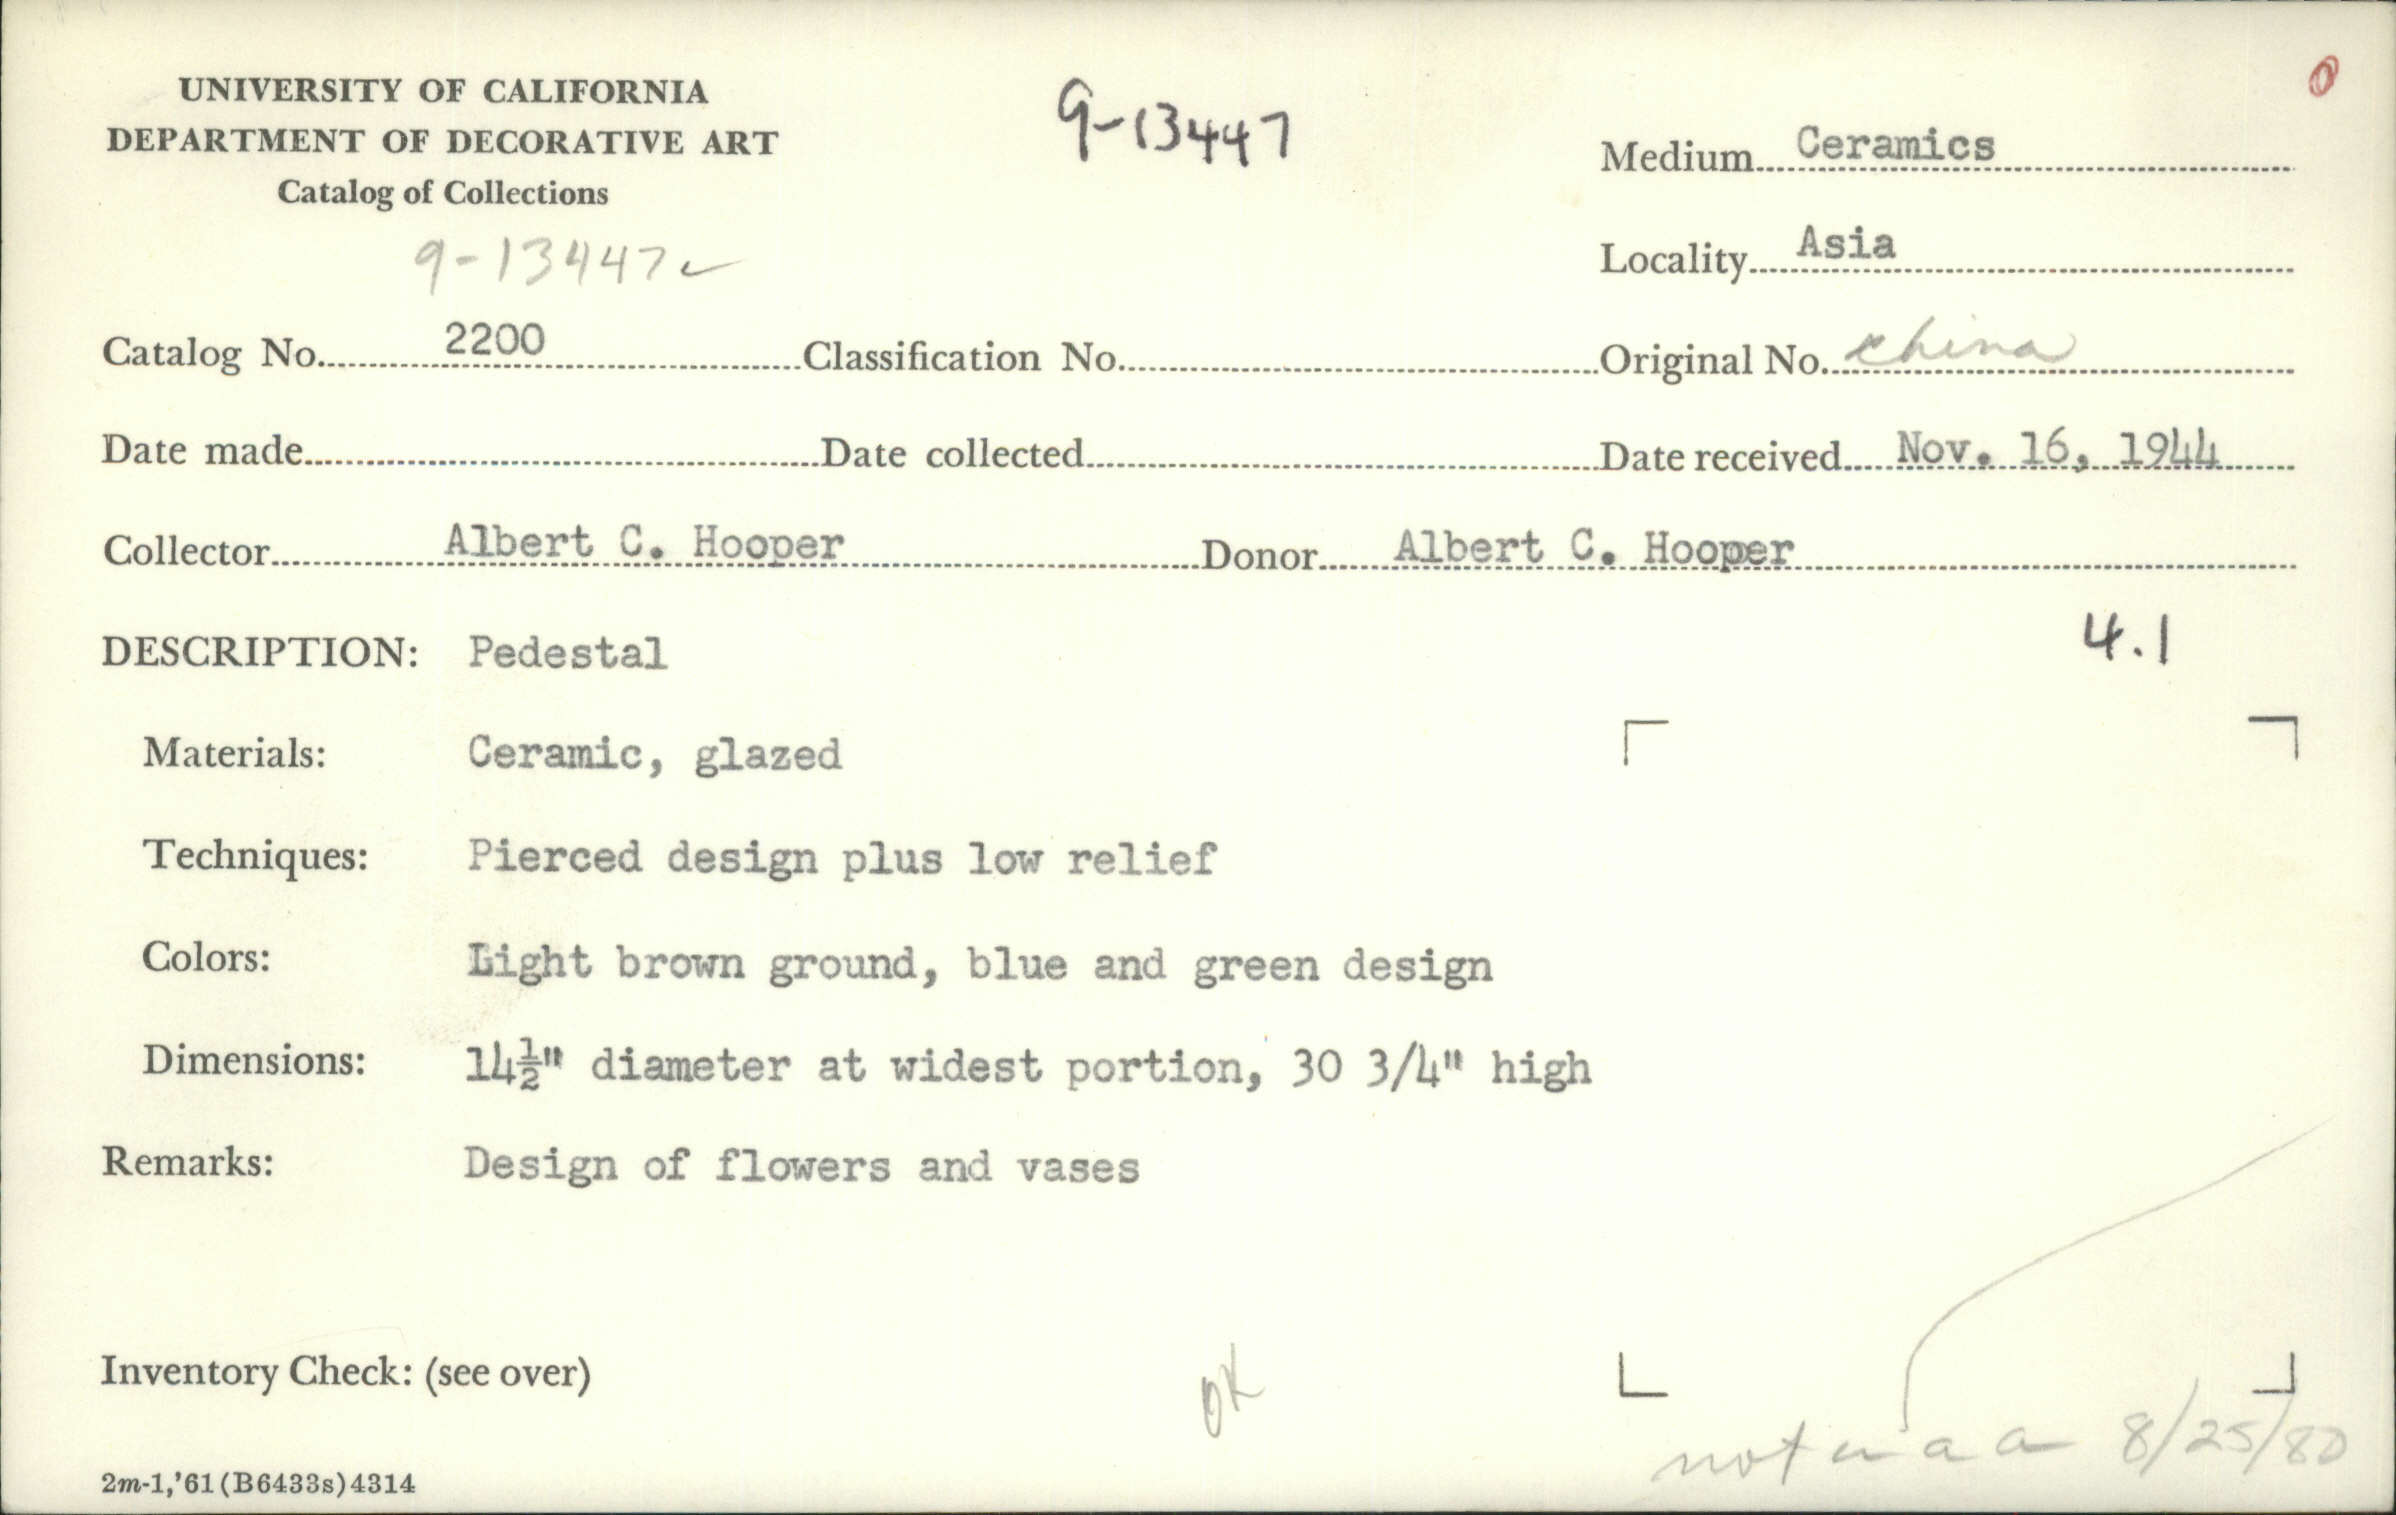 UNIVERSITY OF CALIFORNIA
DEPARTMENT OF DECORATIVE ART
Catalog of Collections
9-13447
9-13447
O
Medium Ceramics
Locality Asia
Catalog No. 2200 Classification No. Original No. China
Date made Date collected Date received Nov. 16, 1944
Collector Albert C. Hooper Donor Albert C. Hooper
DESCRIPTION: Pedestal
4.1
Materials: Ceramic, glazed
Techniques: Pierced design plus low relief
Colors: Light brown ground, blue and green design
Dimensions: 14½" diameter at widest portion, 30 3/4" high
Remarks: Design of flowers and vases
Inventory Check: (see over)
OK
not 8/25/80
2m-1,'61(B6433s)4314